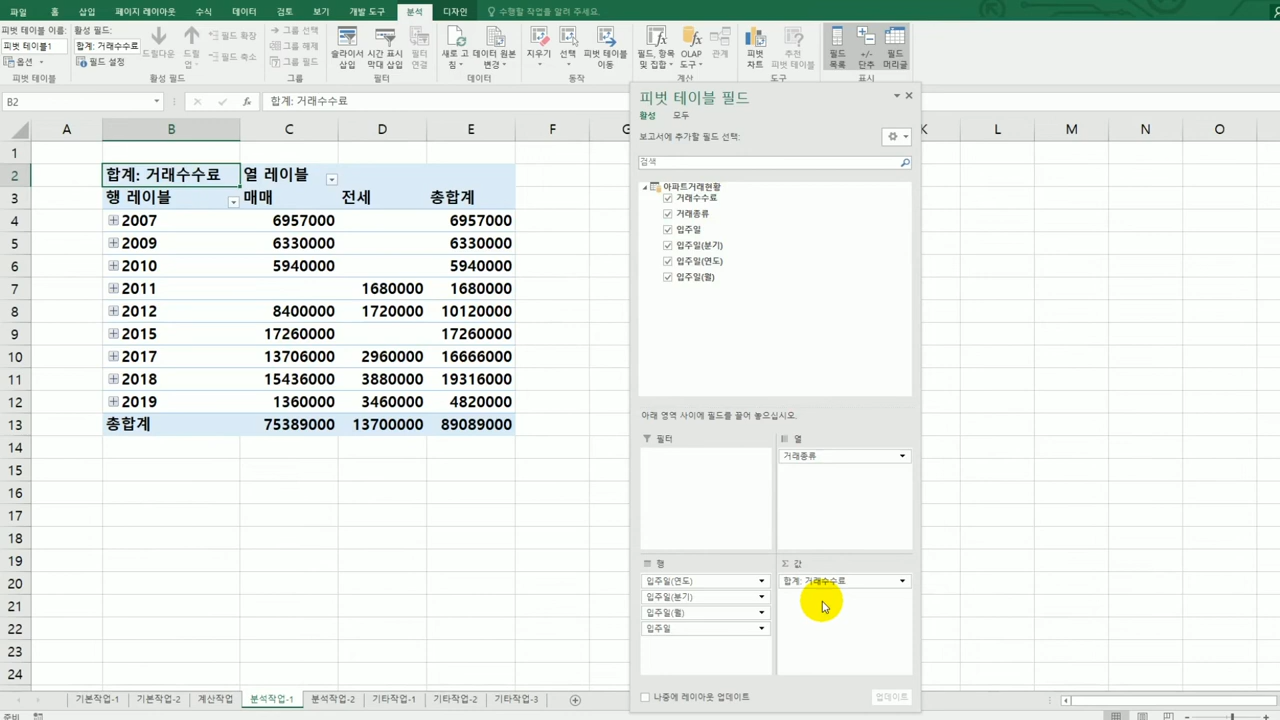 파일 홈 삽입 페이지 레이아웃 수식 데이터 검토 보기 개발 도구 분석 디자인 수행할 작업을 알려 주세요.
피벗 테이블 이름: 활성 필드:
피벗 테이블1 합계: 거래수수료
옵션 필드 설정
드릴다운 드릴업 필드 확장 필드 축소
그룹 선택
그룹 해제
그룹 필드
슬라이서 삽입 시간 표시 막대 삽입 필터 연결
새로 고침 데이터 원본 변경
지우기 선택 피벗 테이블 이동
필드, 항목 및 집합 OLAP 도구 관계
피벗 차트 추천 피벗 테이블
필드 목록 +/- 단추 필드 머리글
피벗 테이블 활성 필드 그룹 필터 데이터 동작 계산 도구 표시
B2 fx 합계: 거래수수료
A B C D E F G K L M N O
1
2 합계: 거래수수료 열 레이블
3 행 레이블 매매 전세 총합계
4 2007 6957000 6957000
5 2009 6330000 6330000
6 2010 5940000 5940000
7 2011 1680000 1680000
8 2012 8400000 1720000 10120000
9 2015 17260000 17260000
10 2017 13706000 2960000 16666000
11 2018 15436000 3880000 19316000
12 2019 1360000 3460000 4820000
13 총합계 75389000 13700000 89089000
14
15
16
17
18
19
20
21
22
23
24
피벗 테이블 필드
활성 모두
보고서에 추가할 필드 선택:
검색
아파트거래현황
거래수수료
거래종류
입주일
입주일(분기)
입주일(연도)
입주일(월)
아래 영역 사이에 필드를 끌어 놓으십시오.
필터 열
거래종류
행 Σ 값
입주일(연도) 합계: 거래수수료
입주일(분기)
입주일(월)
입주일
나중에 레이아웃 업데이트 업데이트
기본작업-1 기본작업-2 계산작업 분석작업-1 분석작업-2 기타작업-1 기타작업-2 기타작업-3
준비